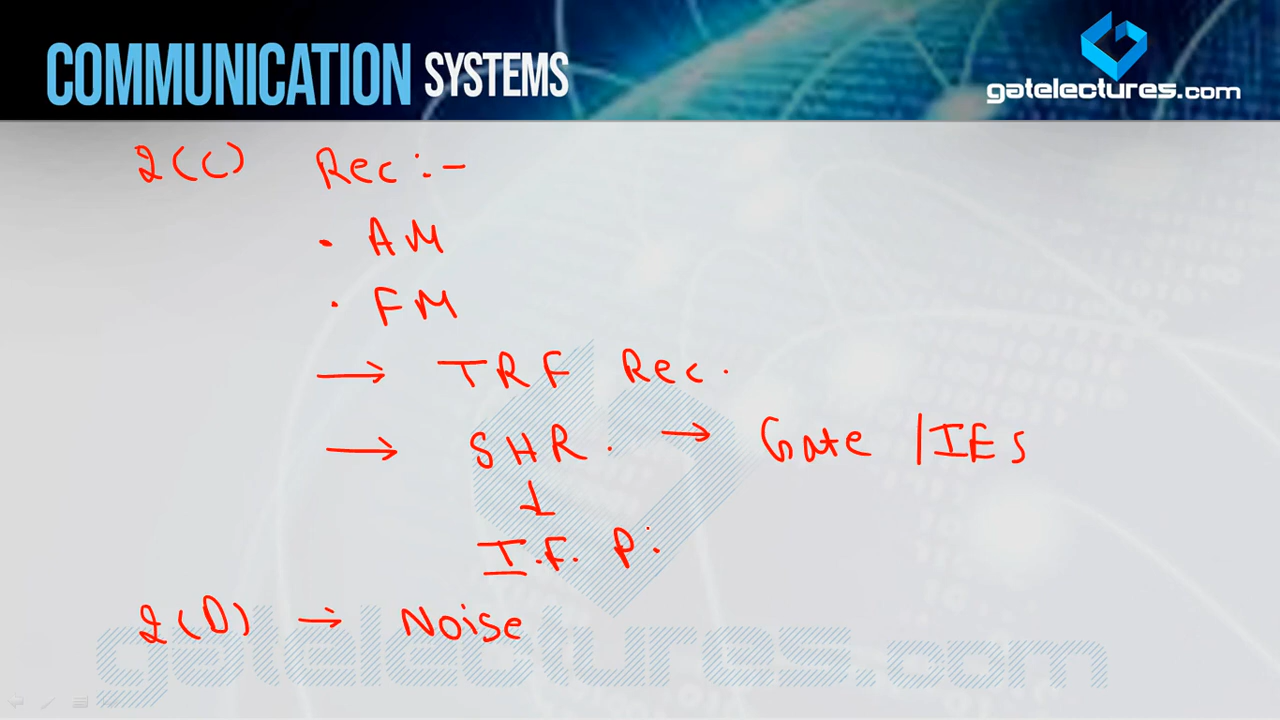 COMMUNICATION SYSTEMS
gatelectures.com
2(C) Rec :-
• AM
• FM
→ TRF Rec.
→ SHR. → Gate / IES
↓
I.F. P.
2(D) → Noise
gatelectures.com